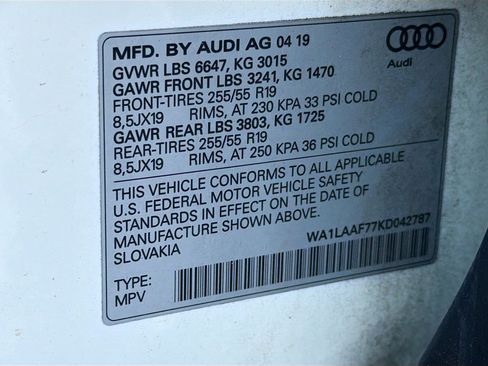 MFD. BY AUDI AG 04 19
GVWR LBS 6647, KG 3015
GAWR FRONT LBS 3241, KG 1470
FRONT-TIRES 255/55 R19
8,5JX19 RIMS, AT 230 KPA 33 PSI COLD
GAWR REAR LBS 3803, KG 1725
REAR-TIRES 255/55 R19
8,5JX19 RIMS, AT 250 KPA 36 PSI COLD
THIS VEHICLE CONFORMS TO ALL APPLICABLE
U.S. FEDERAL MOTOR VEHICLE SAFETY
STANDARDS IN EFFECT ON THE DATE OF
MANUFACTURE SHOWN ABOVE.
SLOVAKIA
WA1LAAF77KD042787
TYPE:
MPV
Audi